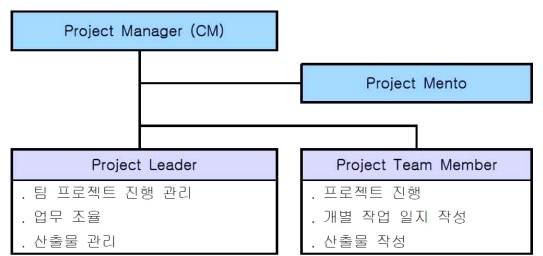 Project Manager (CM)
Project Mento
Project Leader
. 팀 프로젝트 진행 관리
. 업무 조율
. 산출물 관리
Project Team Member
. 프로젝트 진행
. 개별 작업 일지 작성
. 산출물 작성